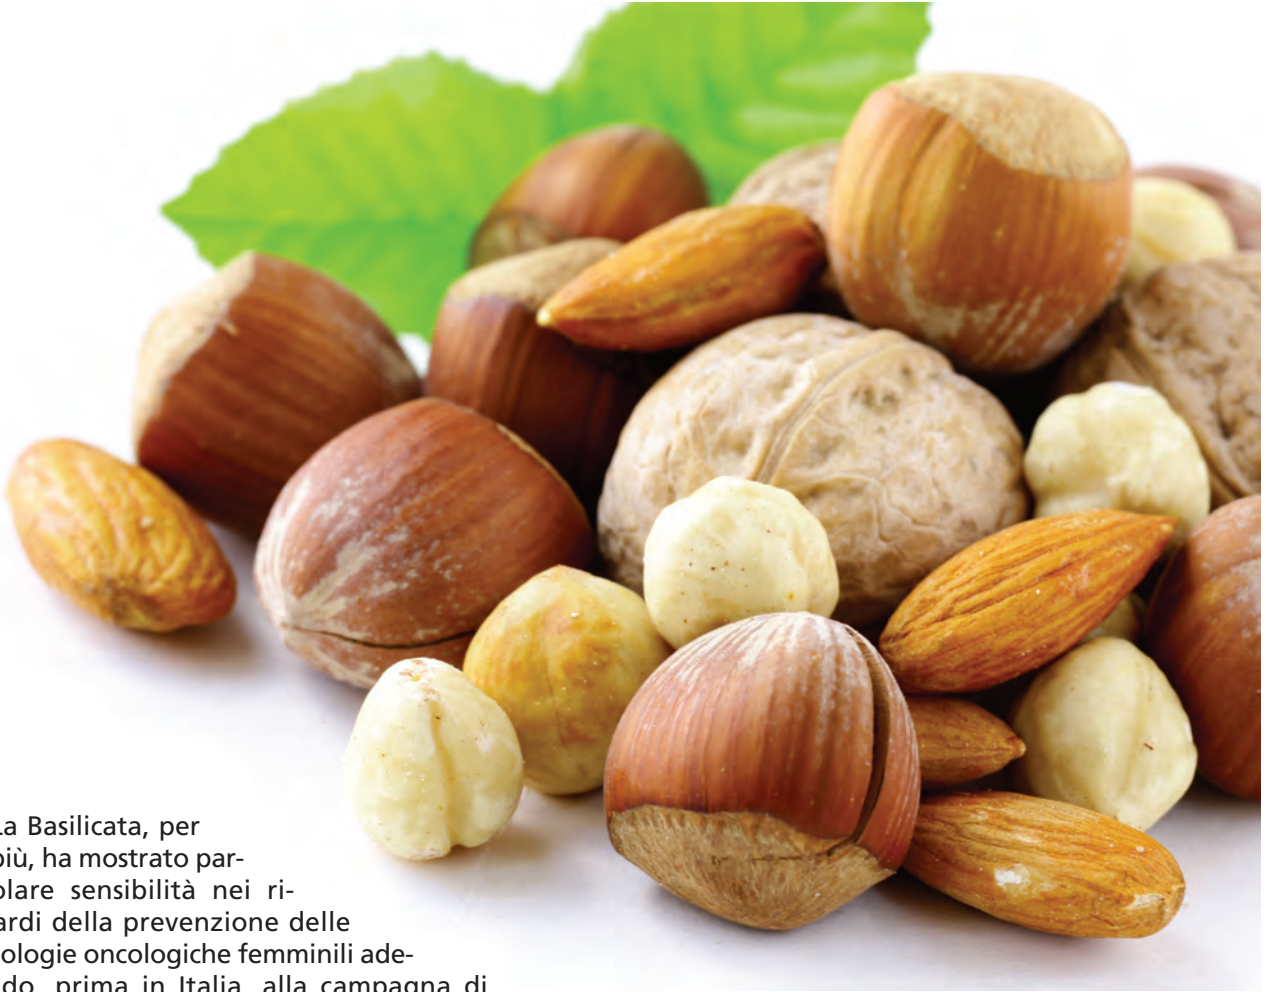 La Basilicata, per
più, ha mostrato par-
olare sensibilità nei ri-
ardi della prevenzione delle
ologie oncologiche femminili ade-
do, prima in Italia, alla campagna di